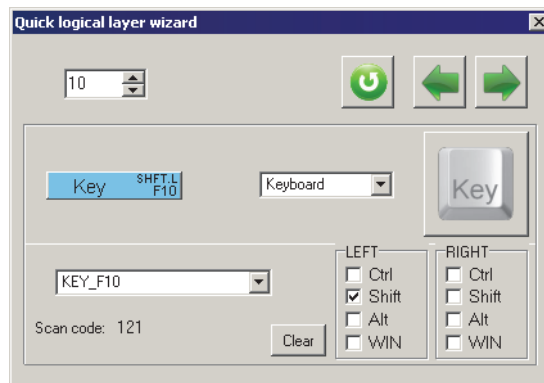 Quick logical layer wizard
10
Key SHFT.L F10
Keyboard
Key
KEY_F10
Scan code: 121
Clear
LEFT
Ctrl
Shift
Alt
WIN
RIGHT
Ctrl
Shift
Alt
WIN